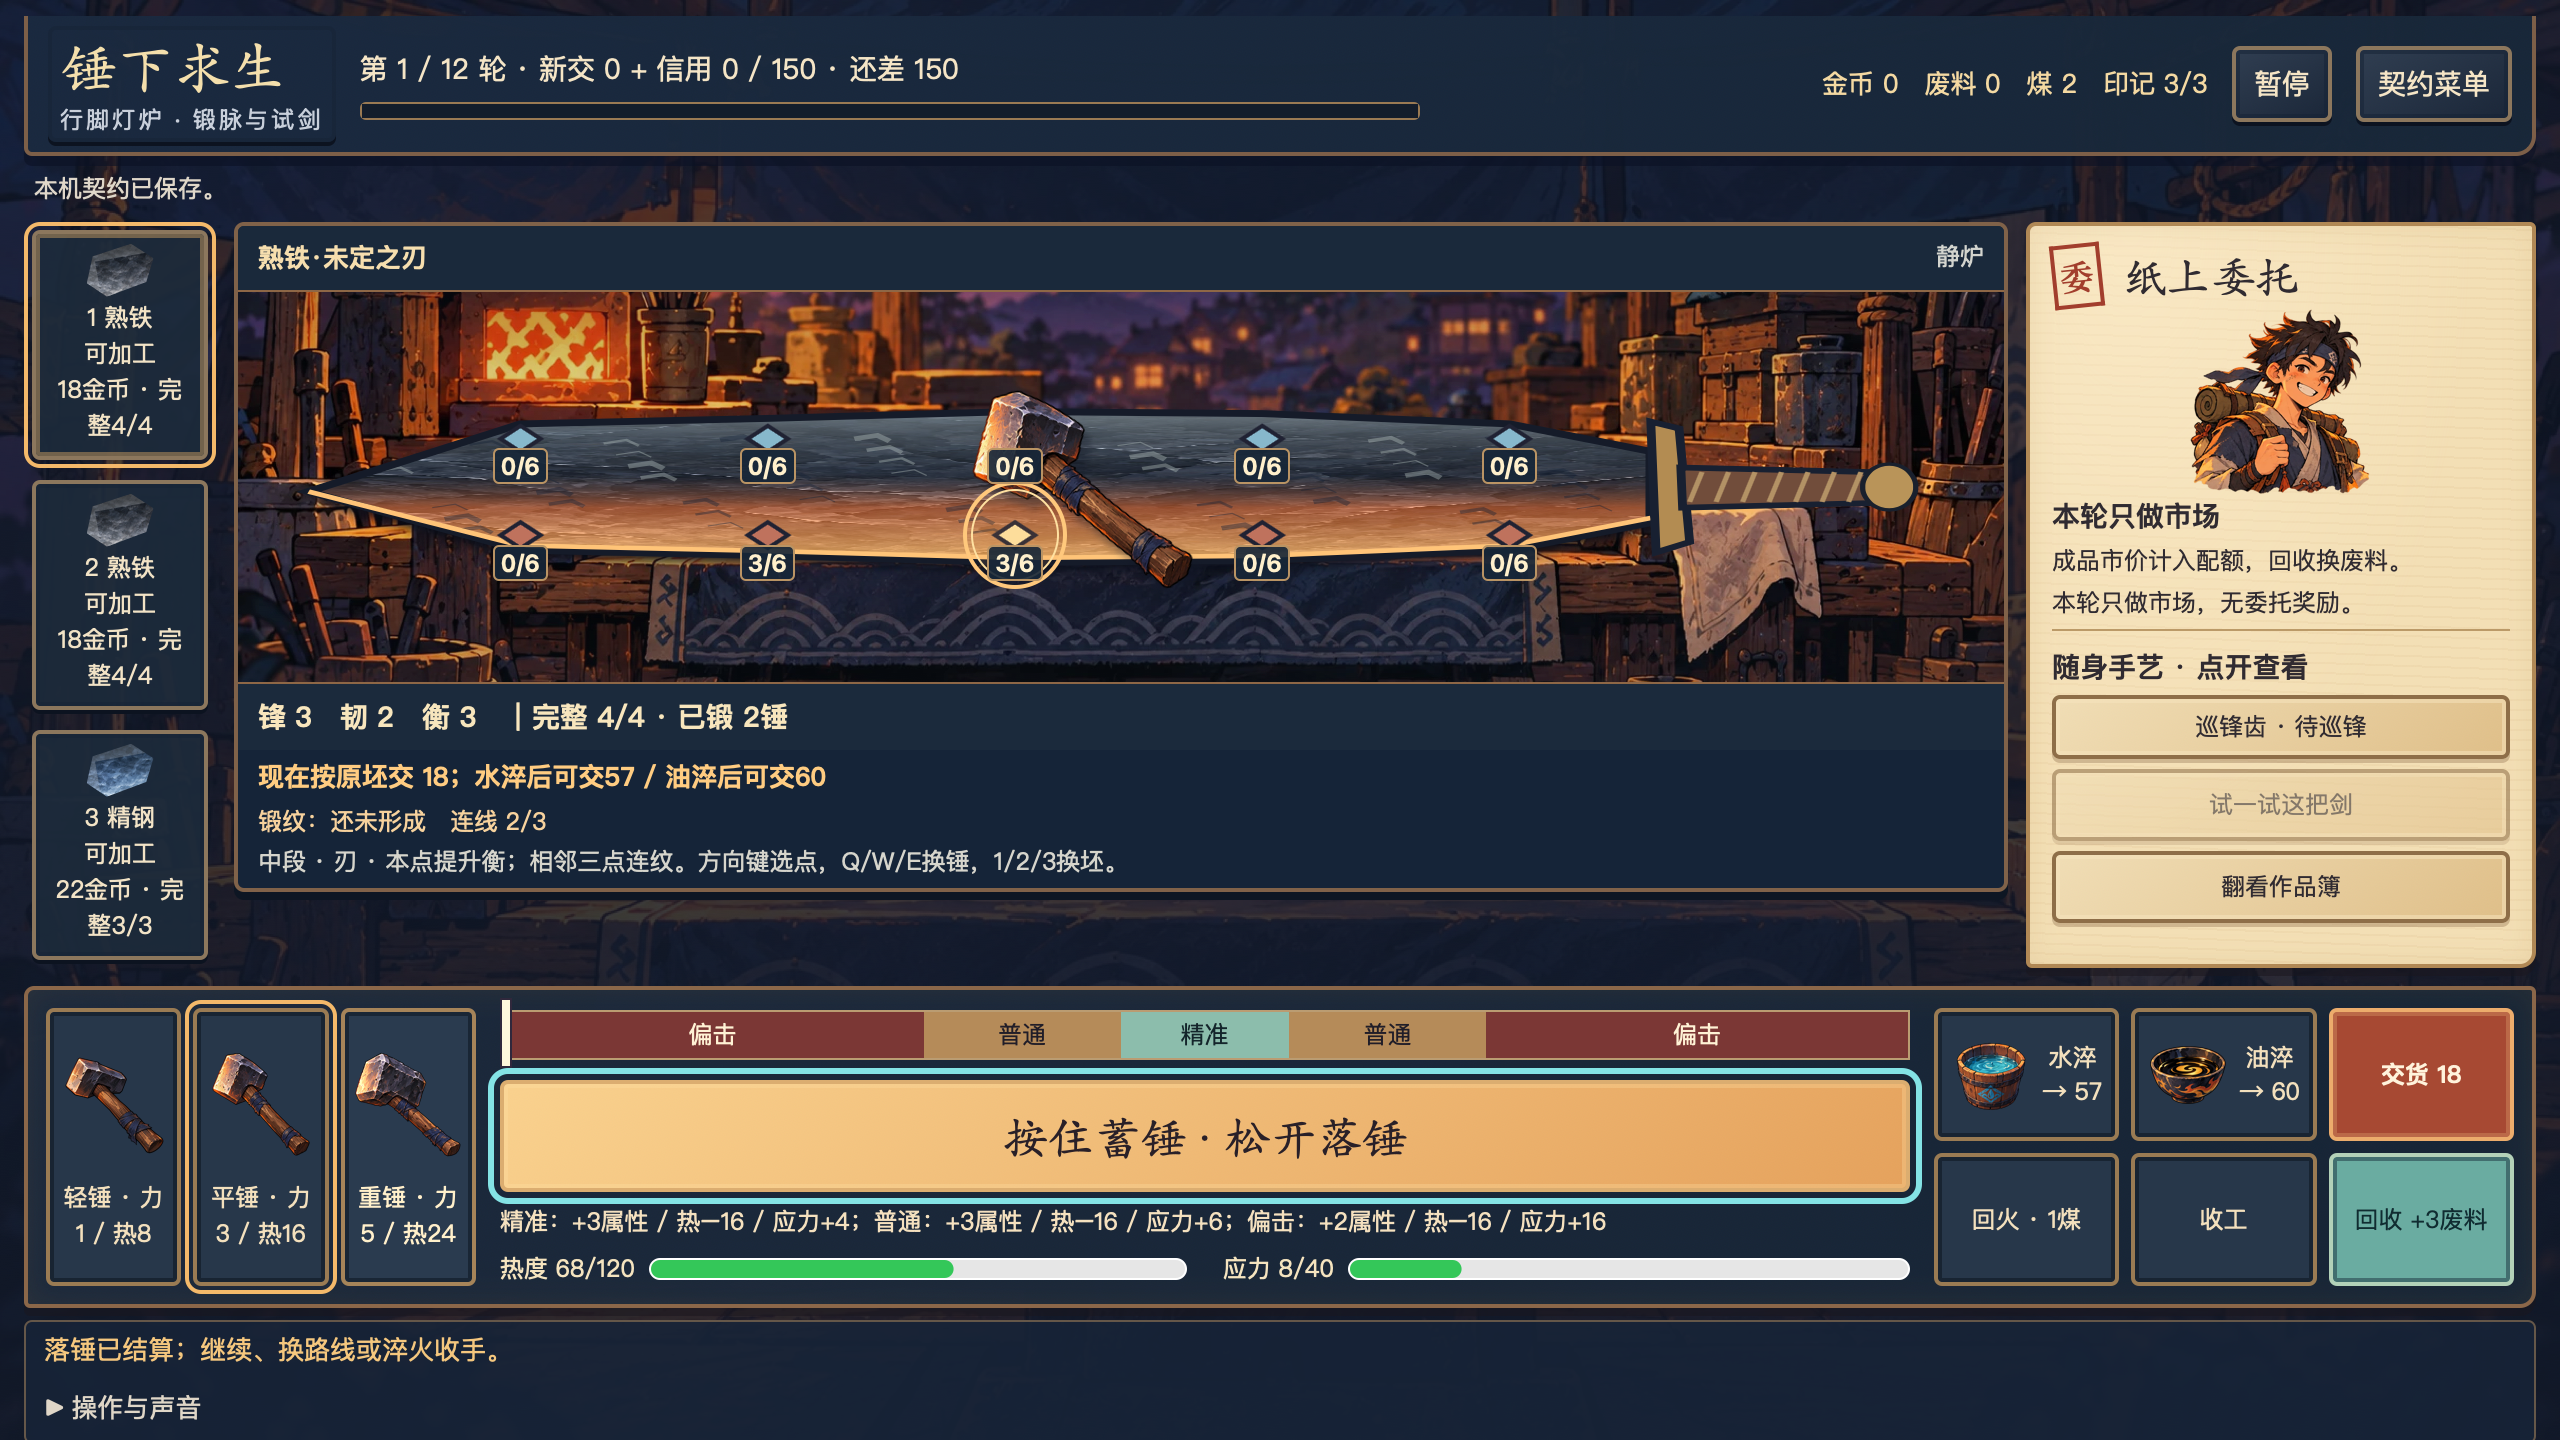 锤下求生
行脚灯炉 · 锻脉与试剑
第 1 / 12 轮 · 新交 0 + 信用 0 / 150 · 还差 150
金币 0 废料 0 煤 2 印记 3/3
暂停
契约菜单
本机契约已保存。
1 熟铁
可加工
18金币 · 完
整4/4
2 熟铁
可加工
18金币 · 完
整4/4
3 精钢
可加工
22金币 · 完
整3/3
熟铁·未定之刃
静炉
0/6 0/6 0/6 0/6 0/6
0/6 3/6 3/6 0/6 0/6
锋 3 韧 2 衡 3 | 完整 4/4 · 已锻 2锤
现在按原坯交 18；水淬后可交57 / 油淬后可交60
锻纹：还未形成 连线 2/3
中段 · 刃 · 本点提升衡；相邻三点连纹。方向键选点，Q/W/E换锤，1/2/3换坯。
委
纸上委托
本轮只做市场
成品市价计入配额，回收换废料。
本轮只做市场，无委托奖励。
随身手艺 · 点开查看
巡锋齿 · 待巡锋
试一试这把剑
翻看作品簿
轻锤 · 力
1 / 热8
平锤 · 力
3 / 热16
重锤 · 力
5 / 热24
偏击 普通 精准 普通 偏击
按住蓄锤 · 松开落锤
精准：+3属性 / 热−16 / 应力+4；普通：+3属性 / 热−16 / 应力+6；偏击：+2属性 / 热−16 / 应力+16
热度 68/120
应力 8/40
水淬
→ 57
油淬
→ 60
交货 18
回火 · 1煤
收工
回收 +3废料
落锤已结算；继续、换路线或淬火收手。
▶ 操作与声音